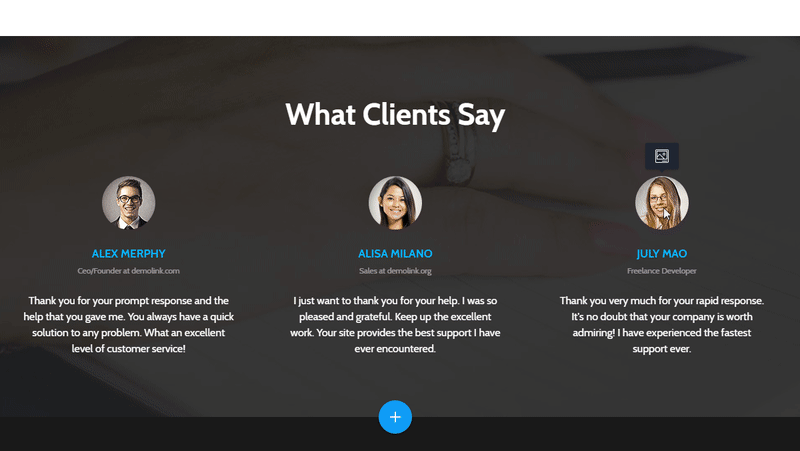 What Clients Say
ALEX MERPHY
Ceo/Founder at demolink.com
Thank you for your prompt response and the
help that you gave me. You always have a quick
solution to any problem. What an excellent
level of customer service!
ALISA MILANO
Sales at demolink.org
I just want to thank you for your help. I was so
pleased and grateful. Keep up the excellent
work. Your site provides the best support I have
ever encountered.
JULY MAO
Freelance Developer
Thank you very much for your rapid response.
It's no doubt that your company is worth
admiring! I have experienced the fastest
support ever.